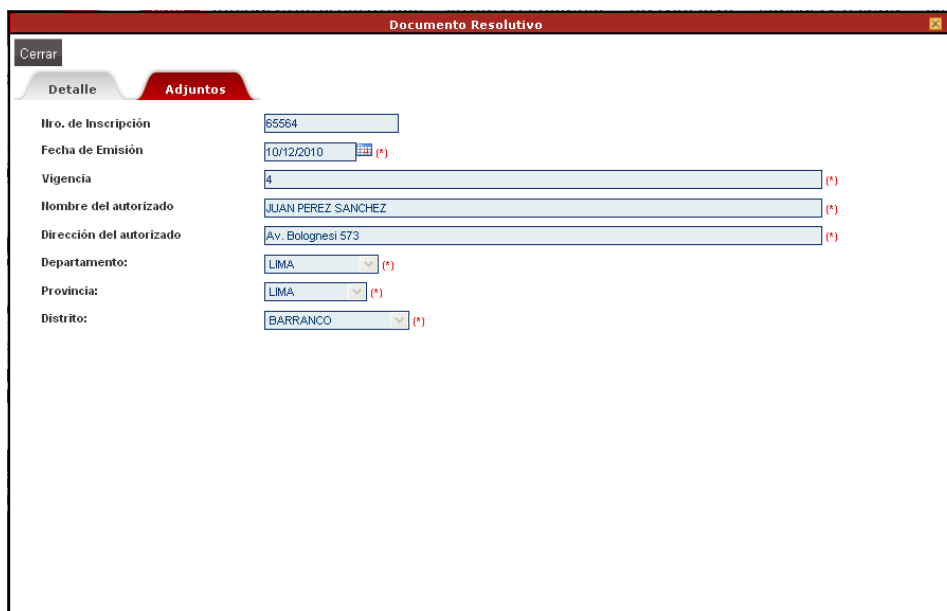 Documento Resolutivo
Cerrar
Detalle Adjuntos
Nro. de Inscripción 65564
Fecha de Emisión 10/12/2010 (*)
Vigencia 4 (*)
Nombre del autorizado JUAN PEREZ SANCHEZ (*)
Dirección del autorizado Av. Bolognesi 573 (*)
Departamento: LIMA (*)
Provincia: LIMA (*)
Distrito: BARRANCO (*)